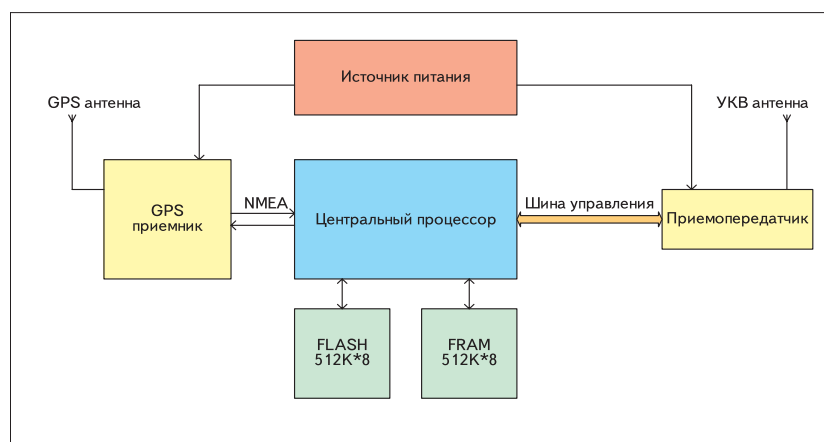 Источник питания
GPS антенна
УКВ антенна
GPS
приемник
NMEA
Центральный процессор
Шина управления
Приемопередатчик
FLASH
512K*8
FRAM
512K*8